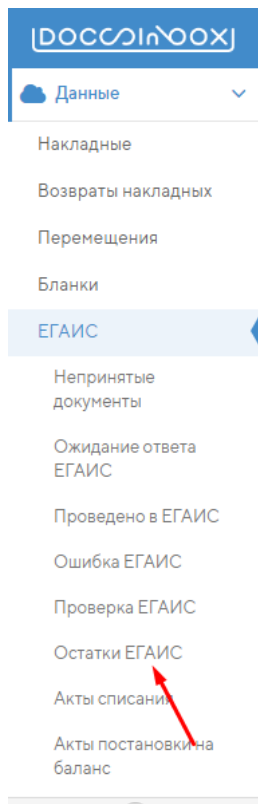 DOCSINBOX
Данные
Накладные
Возвраты накладных
Перемещения
Бланки
ЕГАИС
Непринятые
документы
Ожидание ответа
ЕГАИС
Проведено в ЕГАИС
Ошибка ЕГАИС
Проверка ЕГАИС
Остатки ЕГАИС
Акты списания
Акты постановки на
баланс